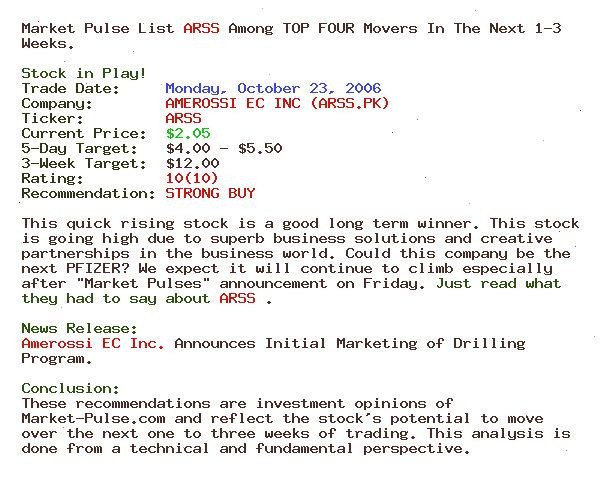 Market Pulse List ARSS Among TOP FOUR Movers In The Next 1-3
Weeks.
Stock in Play!
Trade Date: Monday, October 23, 2006
Company: AMEROSSI EC INC (ARSS.PK)
Ticker: ARSS
Current Price: $2.05
5-Day Target: $4.00 - $5.50
3-Week Target: $12.00
Rating: 10(10)
Recommendation: STRONG BUY
This quick rising stock is a good long term winner. This stock
is going high due to superb business solutions and creative
partnerships in the business world. Could this company be the
next PFIZER? We expect it will continue to climb especially
after "Market Pulses" announcement on Friday. Just read what
they had to say about ARSS .
News Release:
Amerossi EC Inc. Announces Initial Marketing of Drilling
Program.
Conclusion:
These recommendations are investment opinions of
Market-Pulse.com and reflect the stock's potential to move
over the next one to three weeks of trading. This analysis is
done from a technical and fundamental perspective.